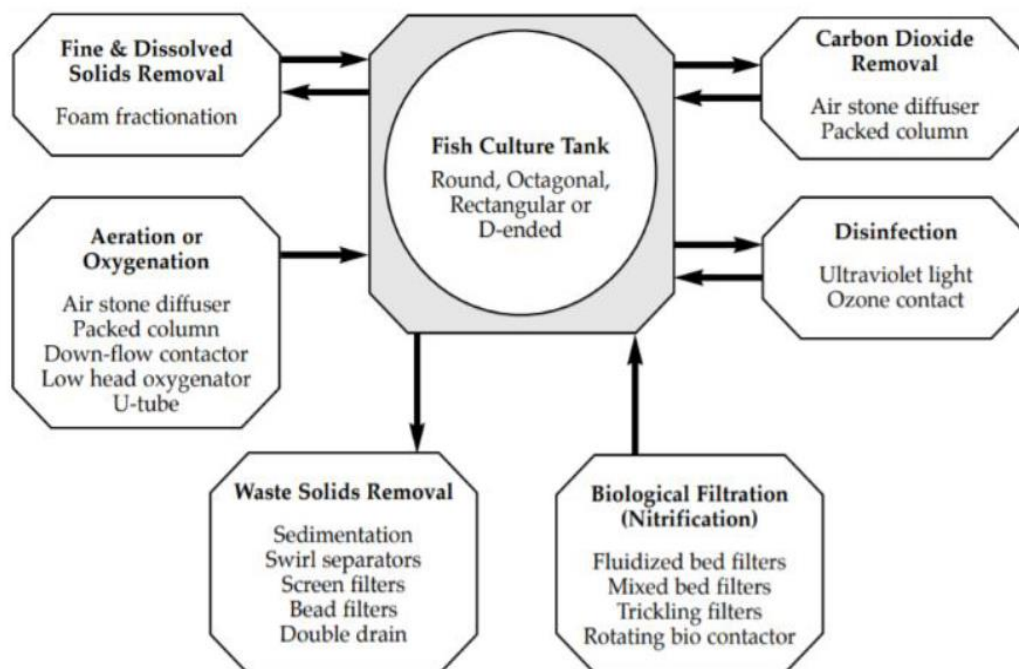 Fine & Dissolved
Solids Removal
Foam fractionation
Carbon Dioxide
Removal
Air stone diffuser
Packed column
Fish Culture Tank
Round, Octagonal,
Rectangular or
D-ended
Aeration or
Oxygenation
Air stone diffuser
Packed column
Down-flow contactor
Low head oxygenator
U-tube
Disinfection
Ultraviolet light
Ozone contact
Waste Solids Removal
Sedimentation
Swirl separators
Screen filters
Bead filters
Double drain
Biological Filtration
(Nitrification)
Fluidized bed filters
Mixed bed filters
Trickling filters
Rotating bio contactor